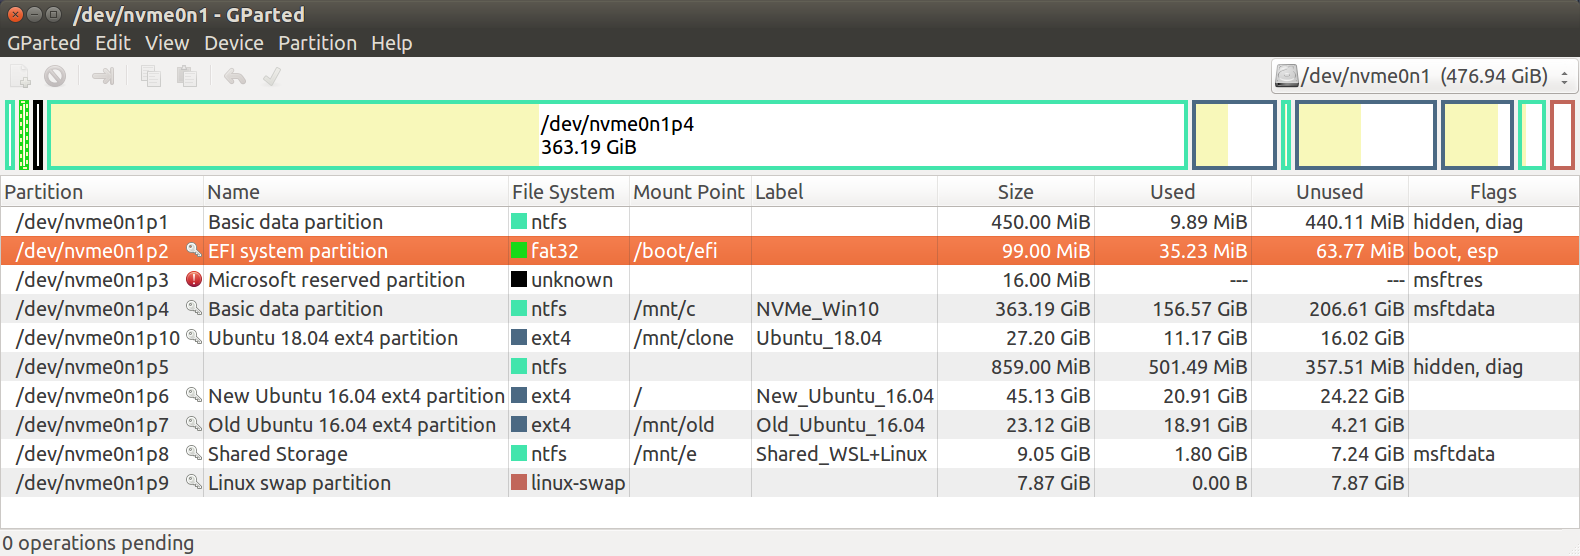 /dev/nvme0n1 - GParted
GParted Edit View Device Partition Help
/dev/nvme0n1 (476.94 GiB)
/dev/nvme0n1p4
363.19 GiB
Partition Name File System Mount Point Label Size Used Unused Flags
/dev/nvme0n1p1 Basic data partition ntfs 450.00 MiB 9.89 MiB 440.11 MiB hidden, diag
/dev/nvme0n1p2 EFI system partition fat32 /boot/efi 99.00 MiB 35.23 MiB 63.77 MiB boot, esp
/dev/nvme0n1p3 Microsoft reserved partition unknown 16.00 MiB --- --- msftres
/dev/nvme0n1p4 Basic data partition ntfs /mnt/c NVMe_Win10 363.19 GiB 156.57 GiB 206.61 GiB msftdata
/dev/nvme0n1p10 Ubuntu 18.04 ext4 partition ext4 /mnt/clone Ubuntu_18.04 27.20 GiB 11.17 GiB 16.02 GiB
/dev/nvme0n1p5 ntfs 859.00 MiB 501.49 MiB 357.51 MiB hidden, diag
/dev/nvme0n1p6 New Ubuntu 16.04 ext4 partition ext4 / New_Ubuntu_16.04 45.13 GiB 20.91 GiB 24.22 GiB
/dev/nvme0n1p7 Old Ubuntu 16.04 ext4 partition ext4 /mnt/old Old_Ubuntu_16.04 23.12 GiB 18.91 GiB 4.21 GiB
/dev/nvme0n1p8 Shared Storage ntfs /mnt/e Shared_WSL+Linux 9.05 GiB 1.80 GiB 7.24 GiB msftdata
/dev/nvme0n1p9 Linux swap partition linux-swap 7.87 GiB 0.00 B 7.87 GiB
0 operations pending